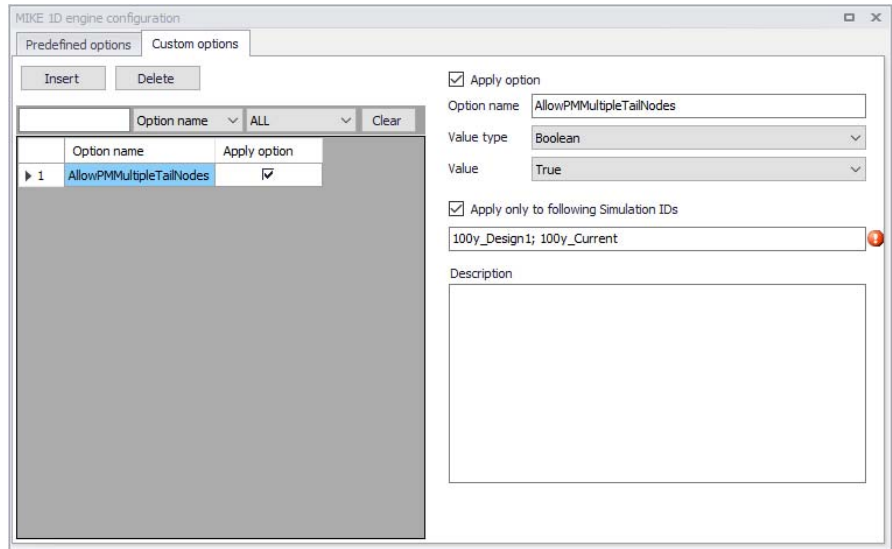 MIKE 1D engine configuration
Predefined options
Custom options
Insert
Delete
Option name
ALL
Clear
Option name
Apply option
1
AllowPMMultipleTailNodes
Apply option
Option name
AllowPMMultipleTailNodes
Value type
Boolean
Value
True
Apply only to following Simulation IDs
100y_Design1; 100y_Current
Description